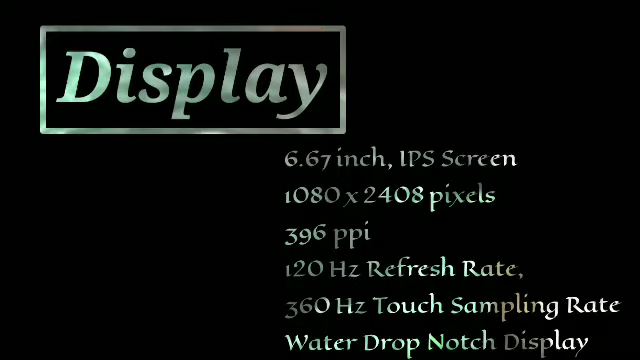 Display
6.67 inch, IPS Screen
1080 x 2408 pixels
396 ppi
120 Hz Refresh Rate,
360 Hz Touch Sampling Rate
Water Drop Notch Display